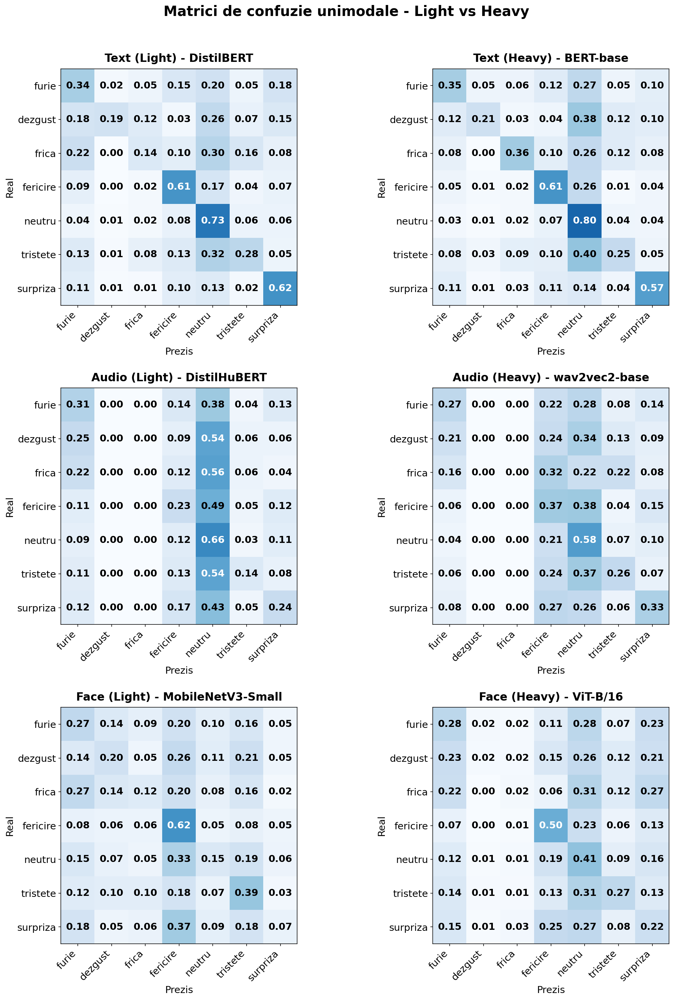 Matrici de confuzie unimodale - Light vs Heavy
Text (Light) - DistilBERT
Real
furie 0.34 0.02 0.05 0.15 0.20 0.05 0.18
dezgust 0.18 0.19 0.12 0.03 0.26 0.07 0.15
frica 0.22 0.00 0.14 0.10 0.30 0.16 0.08
fericire 0.09 0.00 0.02 0.61 0.17 0.04 0.07
neutru 0.04 0.01 0.02 0.08 0.73 0.06 0.06
tristete 0.13 0.01 0.08 0.13 0.32 0.28 0.05
surpriza 0.11 0.01 0.01 0.10 0.13 0.02 0.62
furie dezgust frica fericire neutru tristete surpriza
Prezis
Text (Heavy) - BERT-base
Real
furie 0.35 0.05 0.06 0.12 0.27 0.05 0.10
dezgust 0.12 0.21 0.03 0.04 0.38 0.12 0.10
frica 0.08 0.00 0.36 0.10 0.26 0.12 0.08
fericire 0.05 0.01 0.02 0.61 0.26 0.01 0.04
neutru 0.03 0.01 0.02 0.07 0.80 0.04 0.04
tristete 0.08 0.03 0.09 0.10 0.40 0.25 0.05
surpriza 0.11 0.01 0.03 0.11 0.14 0.04 0.57
furie dezgust frica fericire neutru tristete surpriza
Prezis
Audio (Light) - DistilHuBERT
Real
furie 0.31 0.00 0.00 0.14 0.38 0.04 0.13
dezgust 0.25 0.00 0.00 0.09 0.54 0.06 0.06
frica 0.22 0.00 0.00 0.12 0.56 0.06 0.04
fericire 0.11 0.00 0.00 0.23 0.49 0.05 0.12
neutru 0.09 0.00 0.00 0.12 0.66 0.03 0.11
tristete 0.11 0.00 0.00 0.13 0.54 0.14 0.08
surpriza 0.12 0.00 0.00 0.17 0.43 0.05 0.24
furie dezgust frica fericire neutru tristete surpriza
Prezis
Audio (Heavy) - wav2vec2-base
Real
furie 0.27 0.00 0.00 0.22 0.28 0.08 0.14
dezgust 0.21 0.00 0.00 0.24 0.34 0.13 0.09
frica 0.16 0.00 0.00 0.32 0.22 0.22 0.08
fericire 0.06 0.00 0.00 0.37 0.38 0.04 0.15
neutru 0.04 0.00 0.00 0.21 0.58 0.07 0.10
tristete 0.06 0.00 0.00 0.24 0.37 0.26 0.07
surpriza 0.08 0.00 0.00 0.27 0.26 0.06 0.33
furie dezgust frica fericire neutru tristete surpriza
Prezis
Face (Light) - MobileNetV3-Small
Real
furie 0.27 0.14 0.09 0.20 0.10 0.16 0.05
dezgust 0.14 0.20 0.05 0.26 0.11 0.21 0.05
frica 0.27 0.14 0.12 0.20 0.08 0.16 0.02
fericire 0.08 0.06 0.06 0.62 0.05 0.08 0.05
neutru 0.15 0.07 0.05 0.33 0.15 0.19 0.06
tristete 0.12 0.10 0.10 0.18 0.07 0.39 0.03
surpriza 0.18 0.05 0.06 0.37 0.09 0.18 0.07
furie dezgust frica fericire neutru tristete surpriza
Prezis
Face (Heavy) - ViT-B/16
Real
furie 0.28 0.02 0.02 0.11 0.28 0.07 0.23
dezgust 0.23 0.02 0.02 0.15 0.26 0.12 0.21
frica 0.22 0.00 0.02 0.06 0.31 0.12 0.27
fericire 0.07 0.00 0.01 0.50 0.23 0.06 0.13
neutru 0.12 0.01 0.01 0.19 0.41 0.09 0.16
tristete 0.14 0.01 0.01 0.13 0.31 0.27 0.13
surpriza 0.15 0.01 0.03 0.25 0.27 0.08 0.22
furie dezgust frica fericire neutru tristete surpriza
Prezis